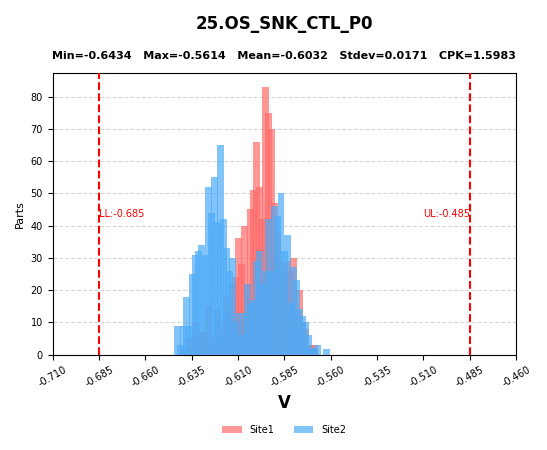 25.OS_SNK_CTL_P0
Min=-0.6434 Max=-0.5614 Mean=-0.6032 Stdev=0.0171 CPK=1.5983
80
70
60
50
40
30
20
10
0
Parts
LL:-0.685
UL:-0.485
-0.710 -0.685 -0.660 -0.635 -0.610 -0.585 -0.560 -0.535 -0.510 -0.485 -0.460
V
Site1 Site2